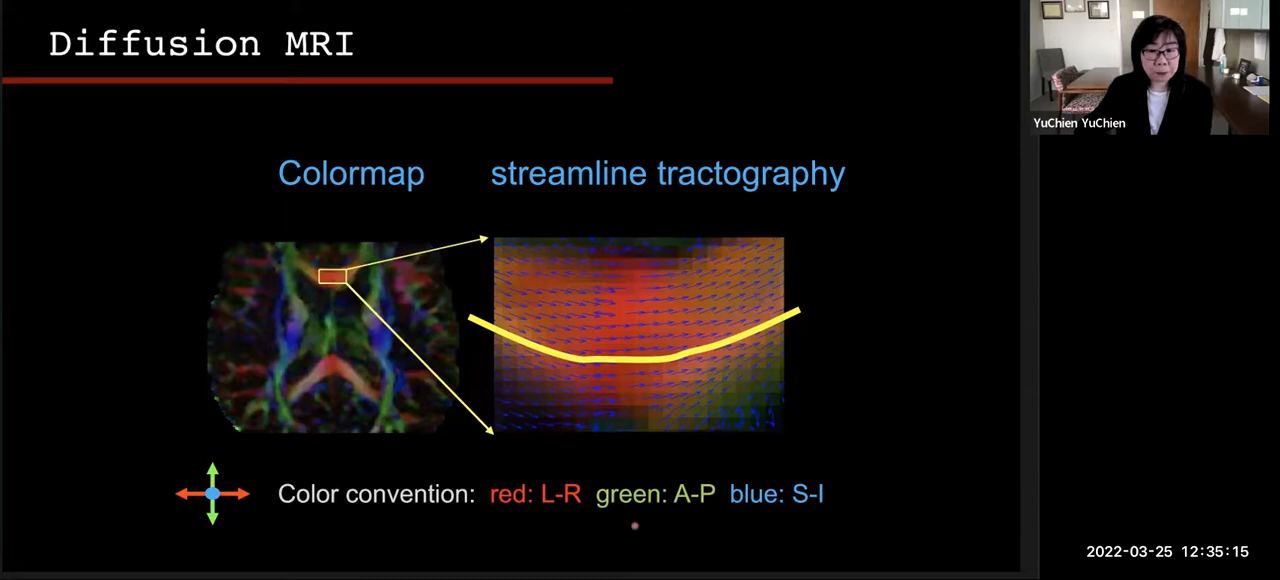 Diffusion MRI
YuChien YuChien
Colormap
streamline tractography
Color convention: red: L-R green: A-P blue: S-I
2022-03-25 12:35:15